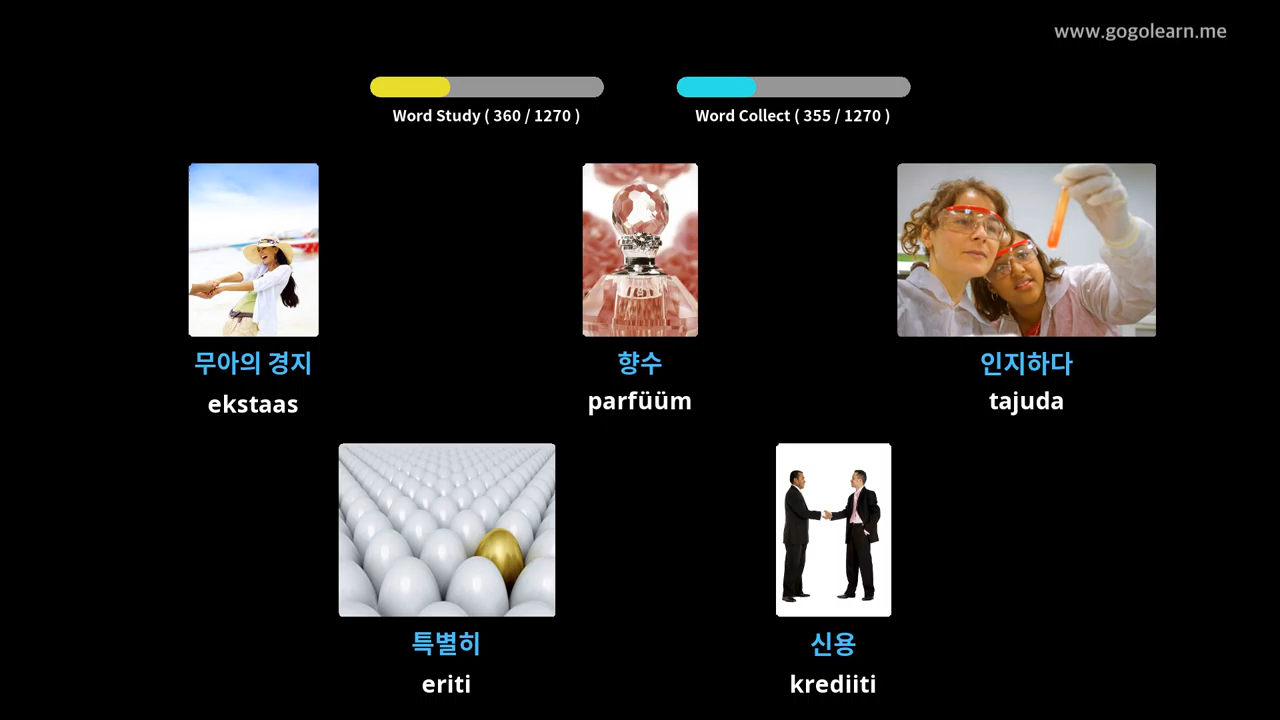 www.gogolearn.me
Word Study ( 360 / 1270 )
Word Collect ( 355 / 1270 )
무아의 경지
ekstaas
향수
parfüüm
인지하다
tajuda
특별히
eriti
신용
krediiti